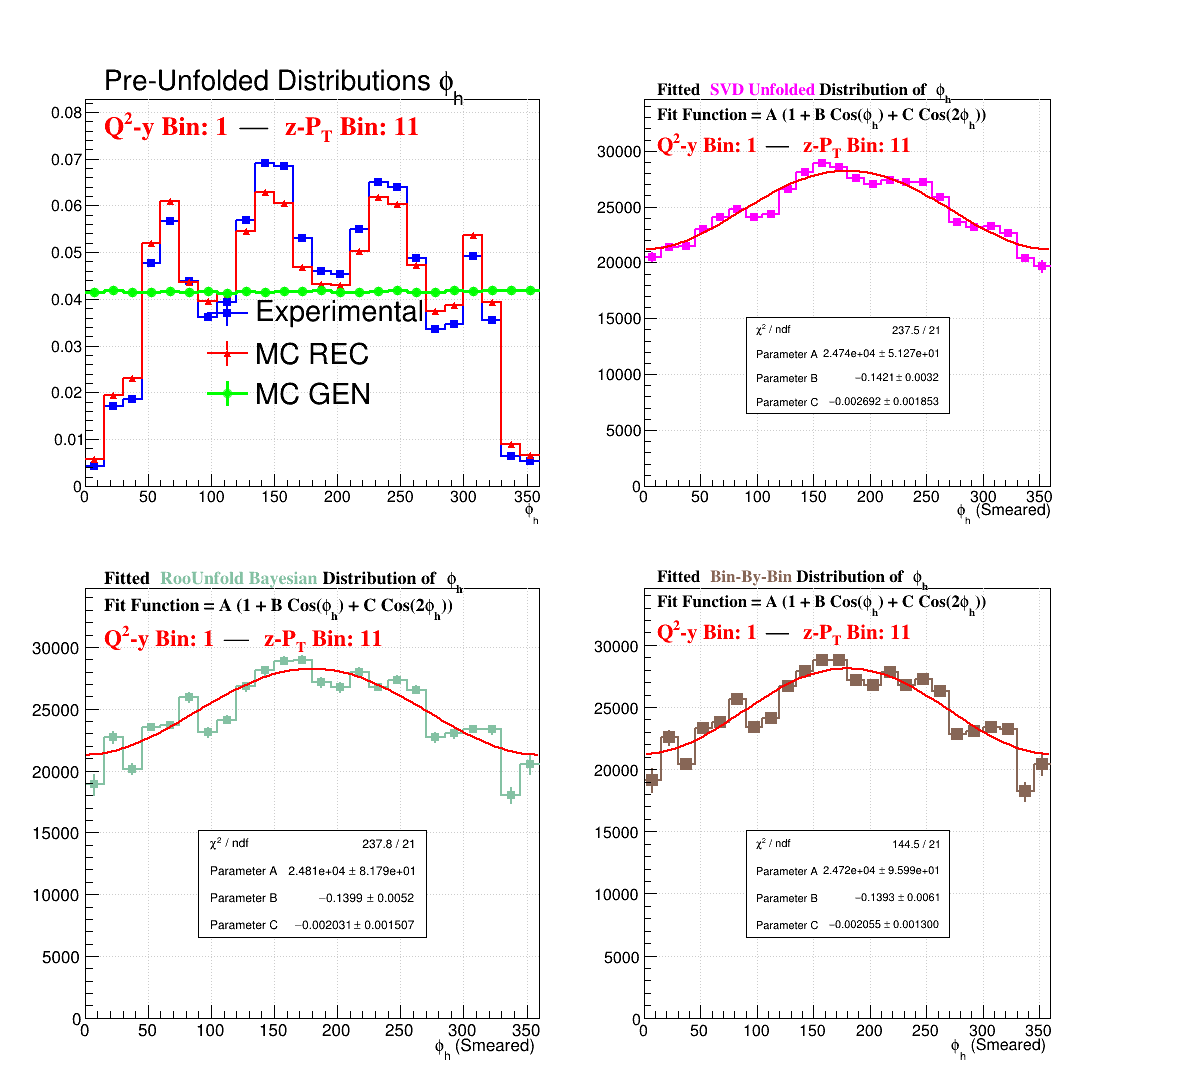 Pre-Unfolded Distributions ϕh
Q²-y Bin: 1 — z-PT Bin: 11
0.08
0.07
0.06
0.05
0.04
0.03
0.02
0.01
0
Experimental
MC REC
MC GEN
0 50 100 150 200 250 300 350
ϕh
Fitted SVD Unfolded Distribution of ϕh
Fit Function = A (1 + B Cos(ϕh) + C Cos(2ϕh))
Q²-y Bin: 1 — z-PT Bin: 11
30000
25000
20000
15000
10000
5000
0
χ² / ndf 237.5 / 21
Parameter A 2.474e+04 ± 5.127e+01
Parameter B −0.1421 ± 0.0032
Parameter C −0.002692 ± 0.001853
0 50 100 150 200 250 300 350
ϕh (Smeared)
Fitted RooUnfold Bayesian Distribution of ϕh
Fit Function = A (1 + B Cos(ϕh) + C Cos(2ϕh))
Q²-y Bin: 1 — z-PT Bin: 11
30000
25000
20000
15000
10000
5000
0
χ² / ndf 237.8 / 21
Parameter A 2.481e+04 ± 8.179e+01
Parameter B −0.1399 ± 0.0052
Parameter C −0.002031 ± 0.001507
0 50 100 150 200 250 300 350
ϕh (Smeared)
Fitted Bin-By-Bin Distribution of ϕh
Fit Function = A (1 + B Cos(ϕh) + C Cos(2ϕh))
Q²-y Bin: 1 — z-PT Bin: 11
30000
25000
20000
15000
10000
5000
0
χ² / ndf 144.5 / 21
Parameter A 2.472e+04 ± 9.599e+01
Parameter B −0.1393 ± 0.0061
Parameter C −0.002055 ± 0.001300
0 50 100 150 200 250 300 350
ϕh (Smeared)